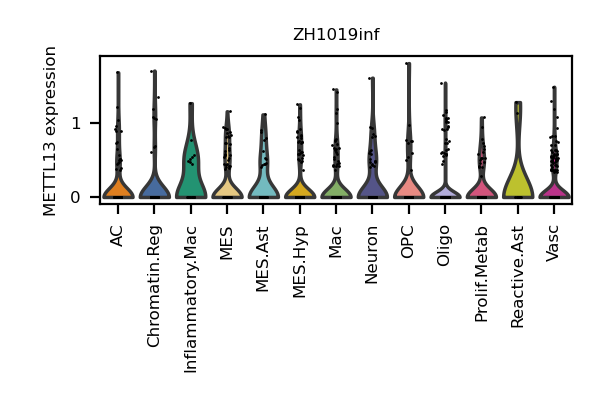 ZH1019inf
METTL13 expression
1
0
AC
Chromatin.Reg
Inflammatory.Mac
MES
MES.Ast
MES.Hyp
Mac
Neuron
OPC
Oligo
Prolif.Metab
Reactive.Ast
Vasc